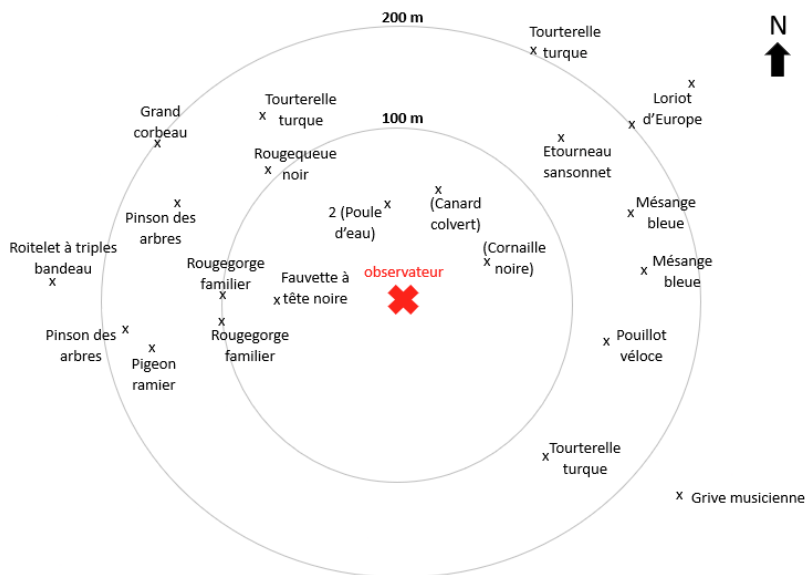 200 m
N
Tourterelle
turque
Loriot
d'Europe
Grand
corbeau
Tourterelle
turque
100 m
Etourneau
sansonnet
Rougequeue
noir
Pinson des
arbres
2 (Poule
d'eau)
(Canard
colvert)
Mésange
bleue
Roitelet à triples
bandeau
Rougegorge
familier
Fauvette à
tête noire
observateur
(Cornaille
noire)
Mésange
bleue
Pinson des
arbres
Pigeon
ramier
Rougegorge
familier
Pouillot
véloce
Tourterelle
turque
Grive musicienne